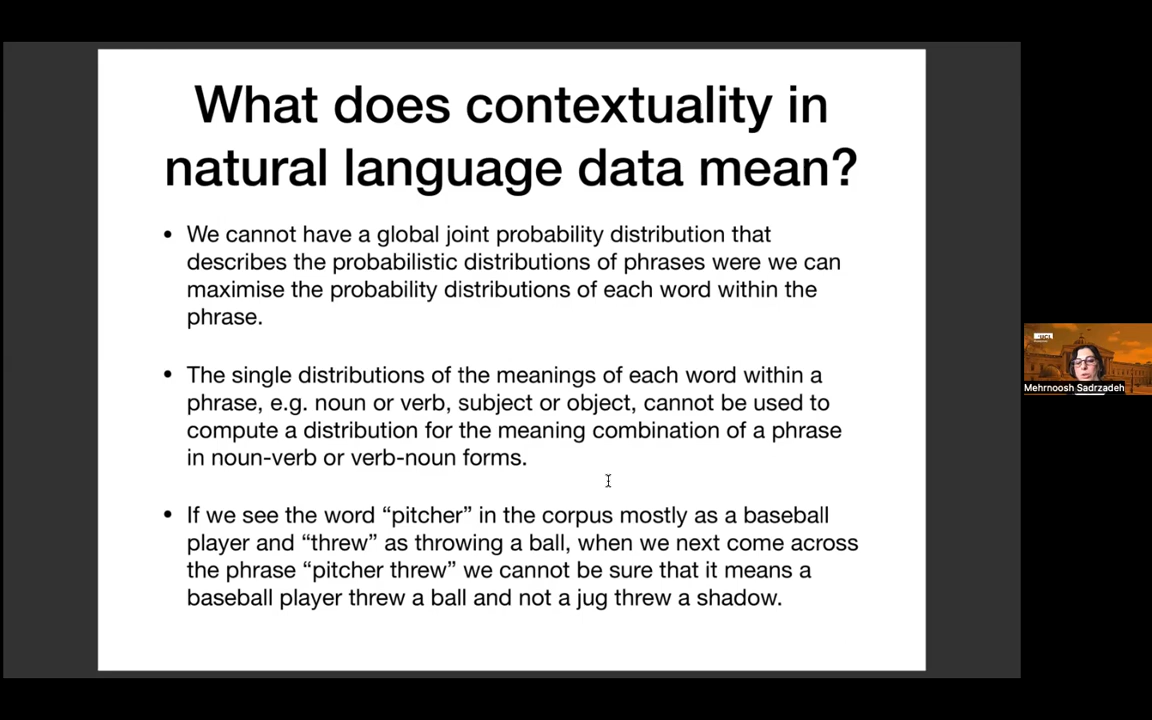 What does contextuality in
natural language data mean?
• We cannot have a global joint probability distribution that
describes the probabilistic distributions of phrases were we can
maximise the probability distributions of each word within the
phrase.
• The single distributions of the meanings of each word within a
phrase, e.g. noun or verb, subject or object, cannot be used to
compute a distribution for the meaning combination of a phrase
in noun-verb or verb-noun forms.
• If we see the word “pitcher” in the corpus mostly as a baseball
player and “threw” as throwing a ball, when we next come across
the phrase “pitcher threw” we cannot be sure that it means a
baseball player threw a ball and not a jug threw a shadow.
UCL
Mehrnoosh Sadrzadeh